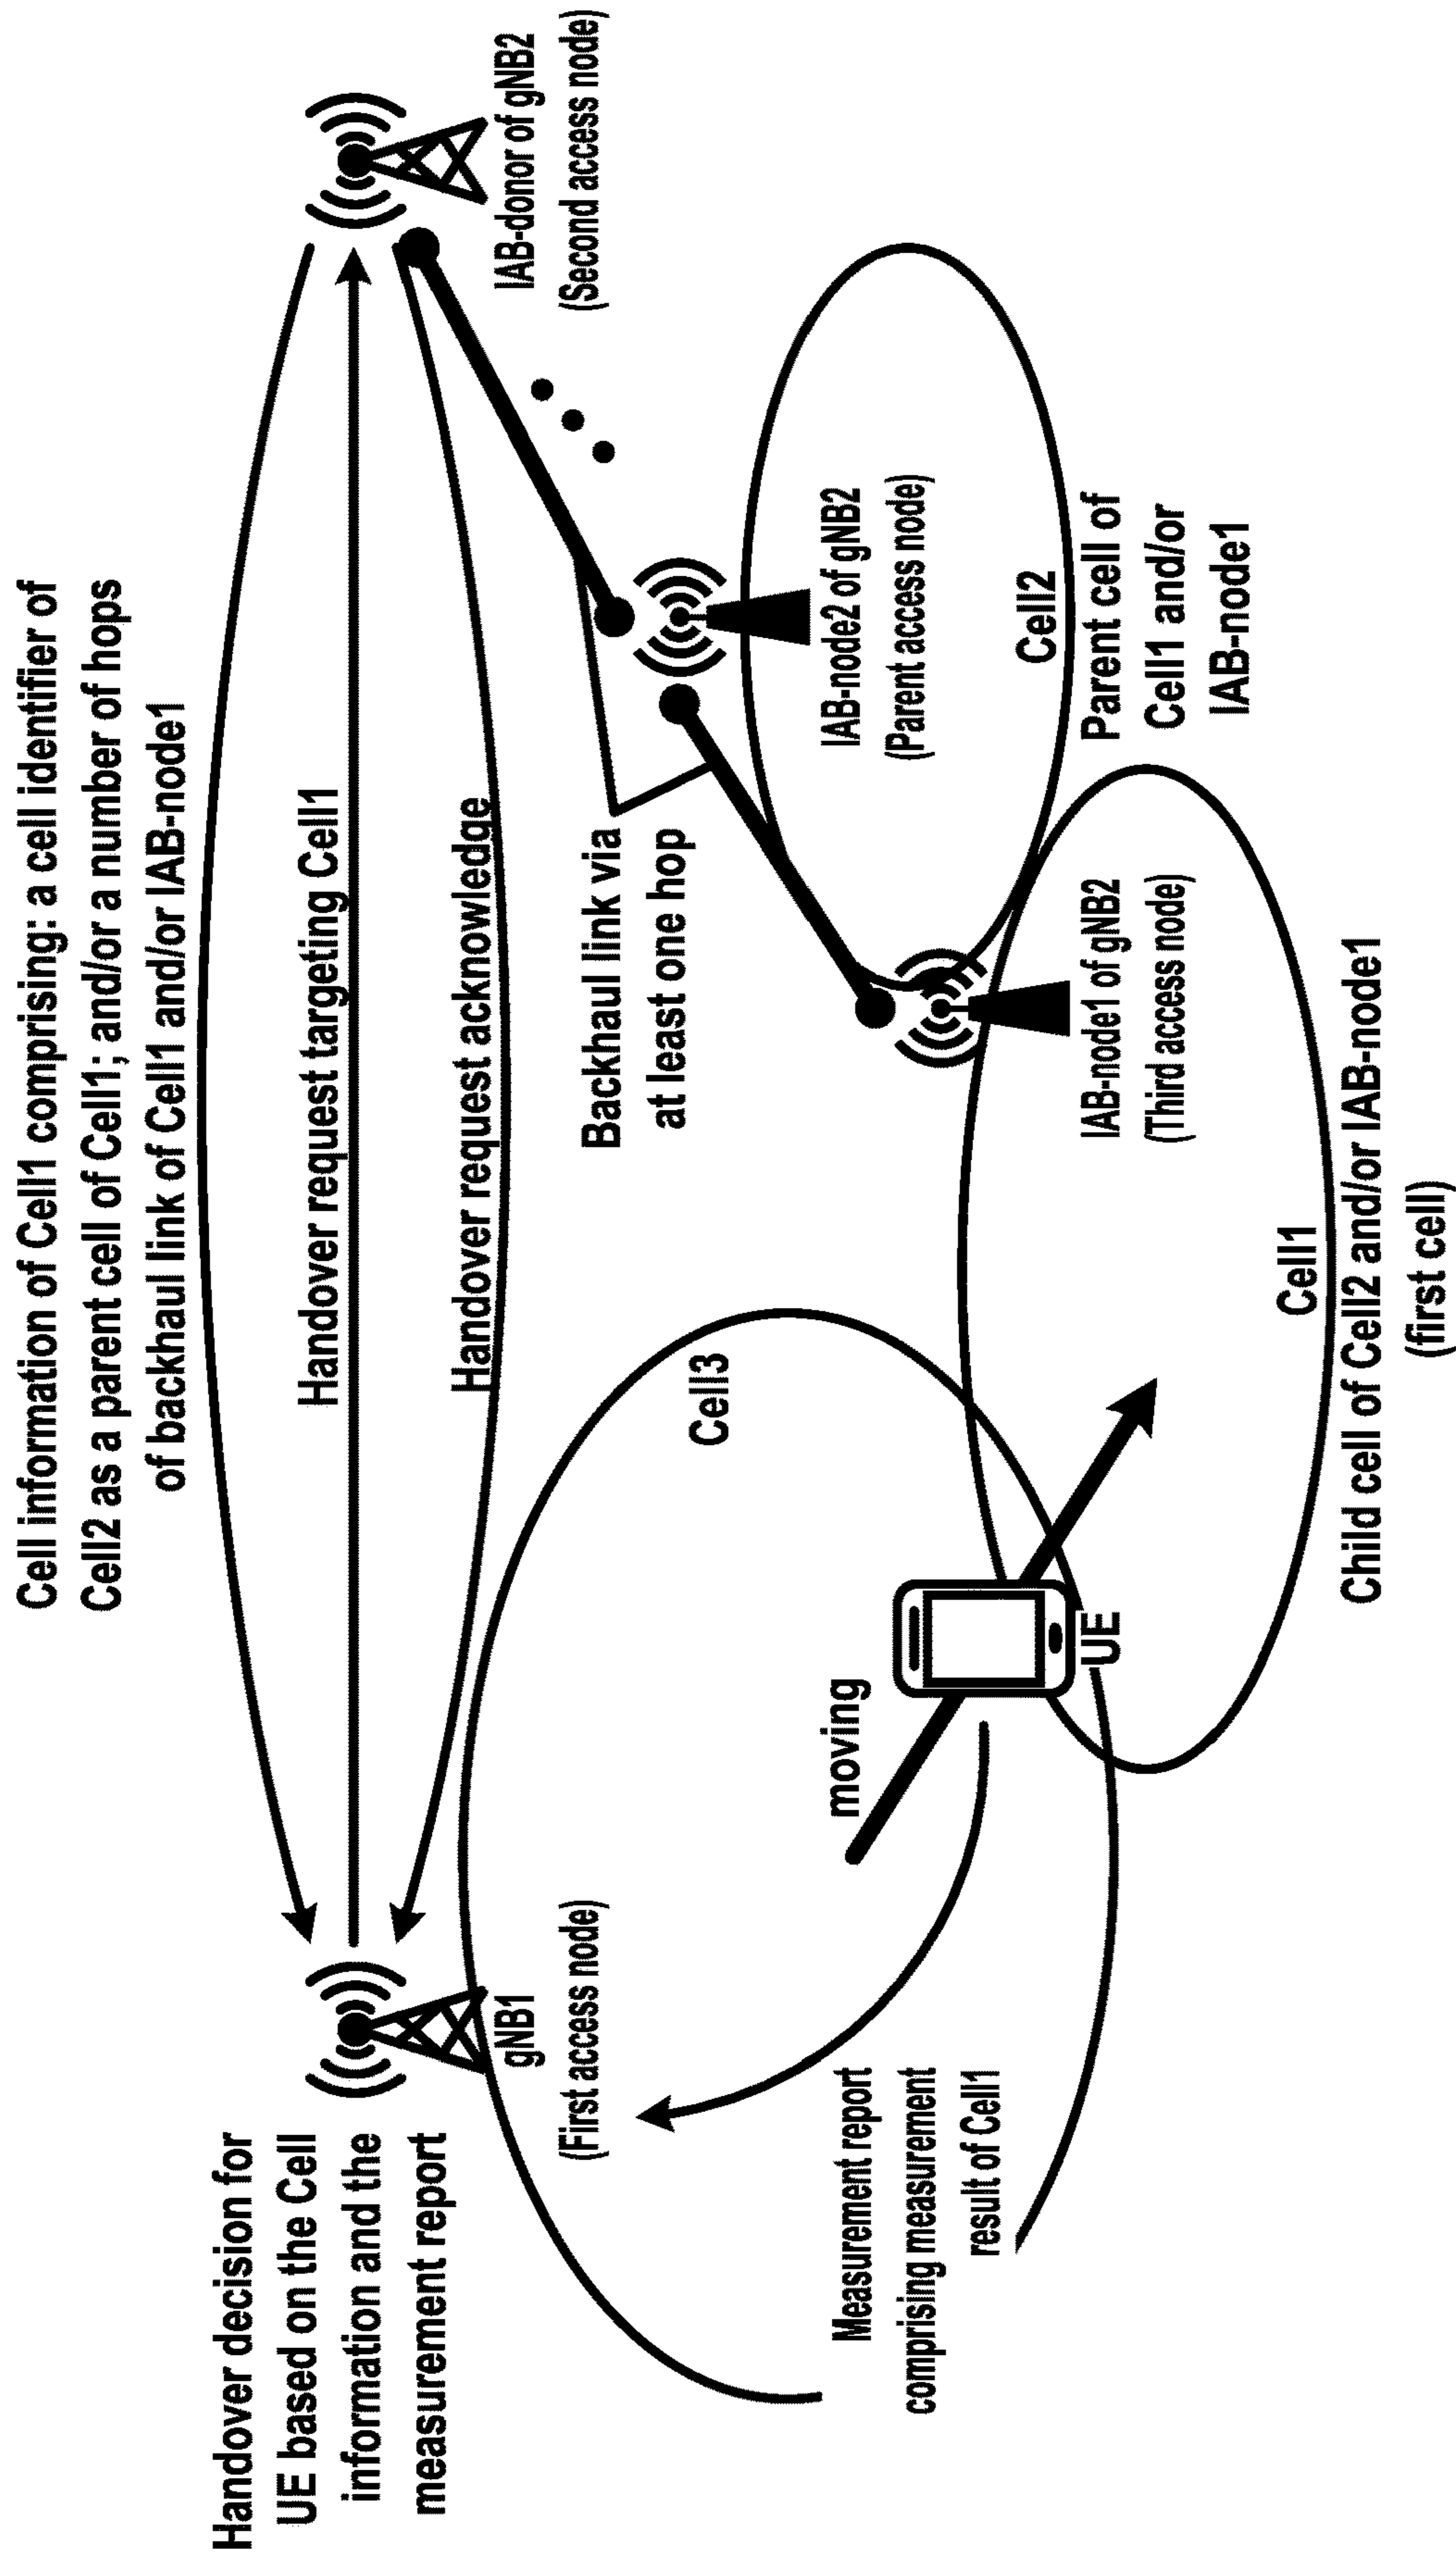 Cell information of Cell1 comprising: a cell identifier of
Cell2 as a parent cell of Cell1; and/or a number of hops
of backhaul link of Cell1 and/or IAB-node1
Handover decision for
UE based on the Cell
information and the
measurement report
Handover request targeting Cell1
Handover request acknowledge
gNB1
(First access node)
IAB-donor of gNB2
(Second access node)
Backhaul link via
at least one hop
Cell3
moving
UE
Measurement report
comprising measurement
result of Cell1
IAB-node2 of gNB2
(Parent access node)
Cell2
Parent cell of
Cell1 and/or
IAB-node1
IAB-node1 of gNB2
(Third access node)
Cell1
Child cell of Cell2 and/or IAB-node1
(first cell)